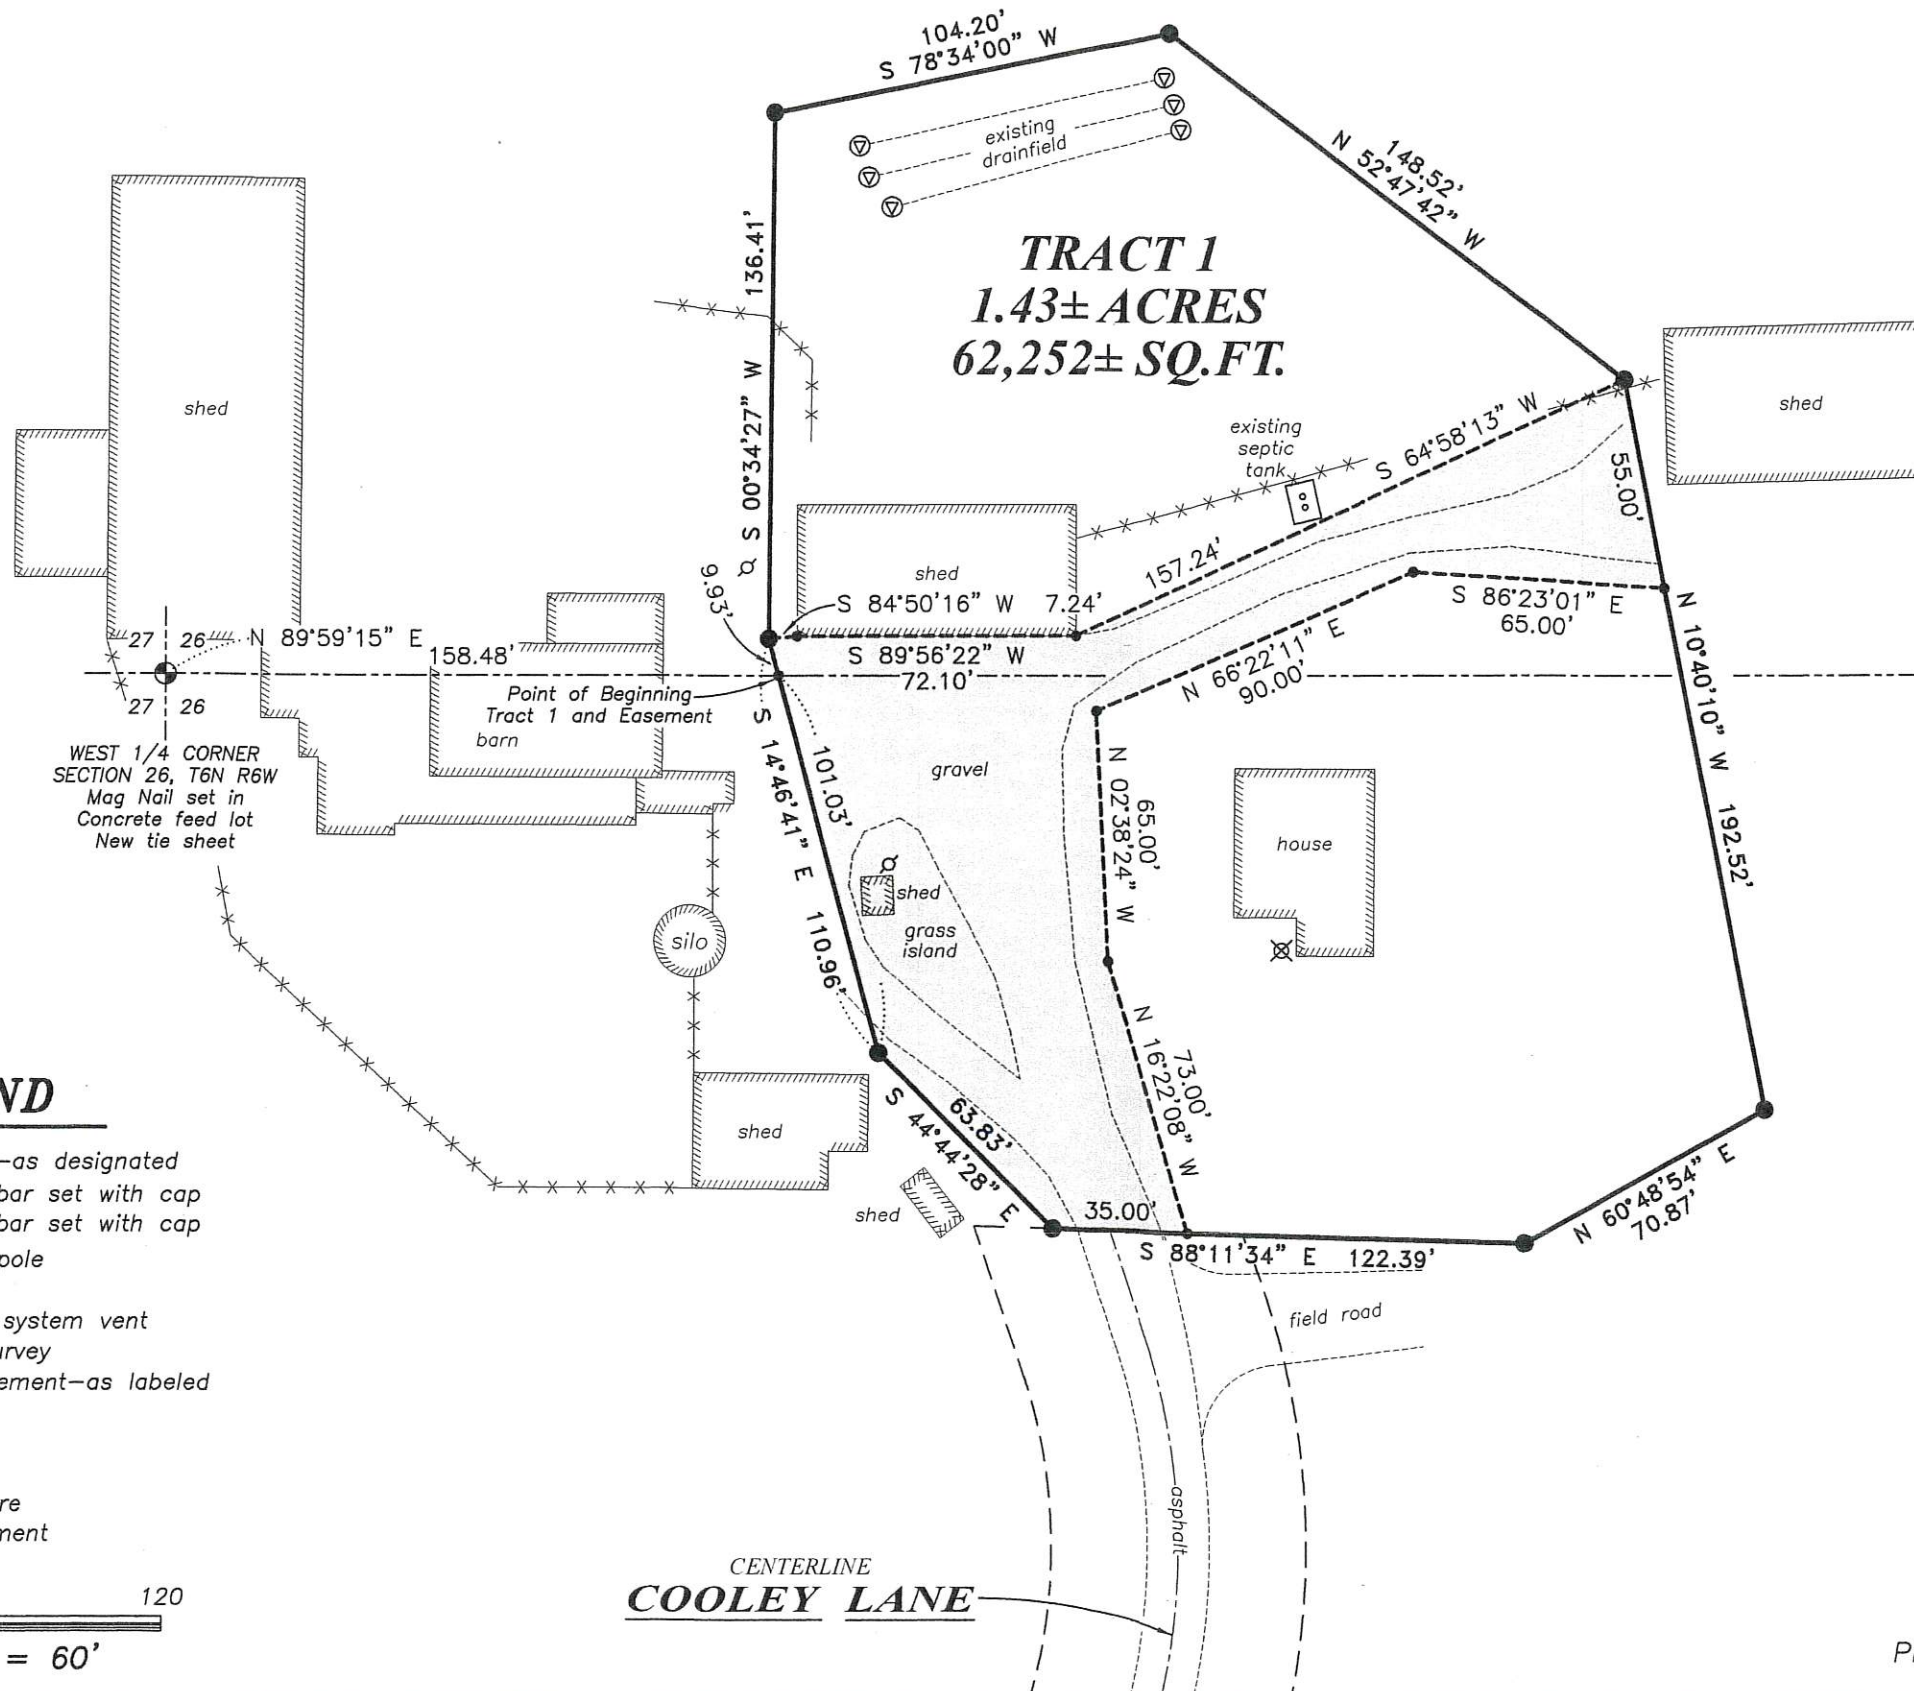 104.20'
S 78°34'00" W
148.52'
N 52°47'42" W
existing
drainfield
136.41'
S 00°34'27" W
TRACT 1
1.43± ACRES
62,252± SQ.FT.
shed
shed
existing
septic
tank
S 64°58'13" W
157.24'
55.00'
shed
9.93'
S 84°50'16" W 7.24'
S 89°56'22" W
72.10'
S 86°23'01" E
65.00'
N 66°22'11" E
90.00'
N 10°40'10" W 192.52'
27 26
27 26
N 89°59'15" E
158.48'
Point of Beginning
Tract 1 and Easement
barn
WEST 1/4 CORNER
SECTION 26, T6N R6W
Mag Nail set in
Concrete feed lot
New tie sheet
S 14°46'41" E 110.96'
101.03'
gravel
65.00'
N 02°38'24" W
house
shed
grass
island
silo
73.00'
N 16°22'08" W
63.83'
S 44°44'28" E
shed
shed
35.00'
S 88°11'34" E 122.39'
N 60°48'54" E
70.87'
field road
asphalt
ND
-as designated
bar set with cap
bar set with cap
pole
system vent
urvey
ement-as labeled
re
ment
120
= 60'
CENTERLINE
COOLEY LANE